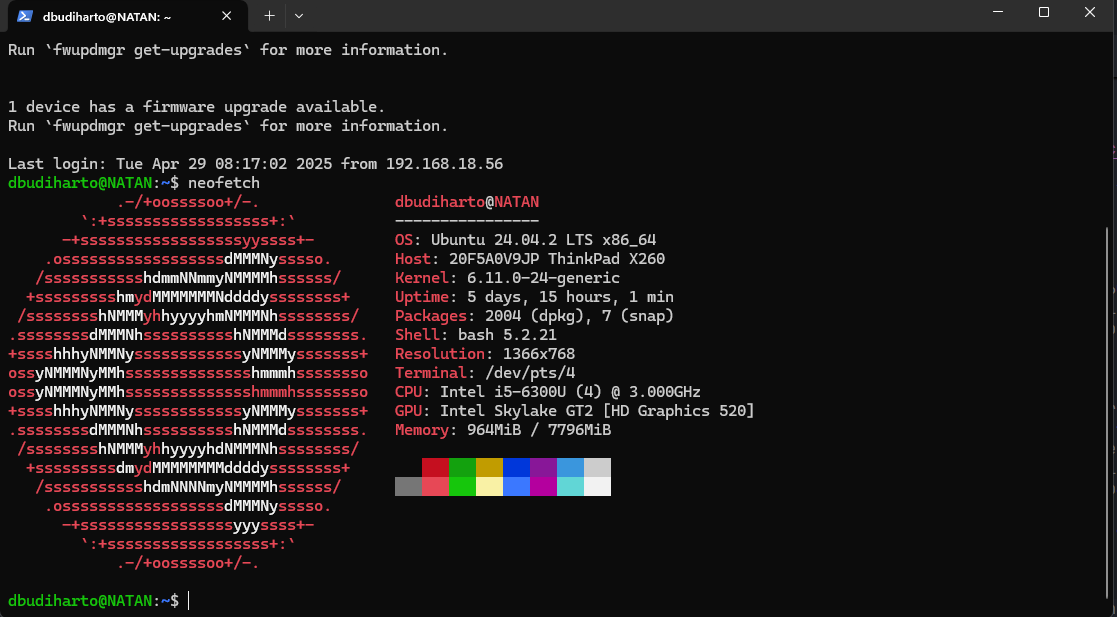 dbudiharto@NATAN: ~
Run `fwupdmgr get-upgrades` for more information.
1 device has a firmware upgrade available.
Run `fwupdmgr get-upgrades` for more information.
Last login: Tue Apr 29 08:17:02 2025 from 192.168.18.56
dbudiharto@NATAN:~$ neofetch
            .-/+oossssoo+/-.               dbudiharto@NATAN
        `:+ssssssssssssssssss+:`           ----------------
      -+ssssssssssssssssssyyssss+-         OS: Ubuntu 24.04.2 LTS x86_64
    .ossssssssssssssssssdMMMNysssso.       Host: 20F5A0V9JP ThinkPad X260
   /ssssssssssshdmmNNmmyNMMMMhssssss/      Kernel: 6.11.0-24-generic
  +ssssssssshmydMMMMMMMNddddyssssssss+     Uptime: 5 days, 15 hours, 1 min
 /sssssssshNMMMyhhyyyyhmNMMMNhssssssss/    Packages: 2004 (dpkg), 7 (snap)
.ssssssssdMMMNhsssssssssshNMMMdssssssss.   Shell: bash 5.2.21
+sssshhhyNMMNyssssssssssssyNMMMysssssss+   Resolution: 1366x768
ossyNMMMNyMMhsssssssssssssshmmmhssssssso   Terminal: /dev/pts/4
ossyNMMMNyMMhsssssssssssssshmmmhssssssso   CPU: Intel i5-6300U (4) @ 3.000GHz
+sssshhhyNMMNyssssssssssssyNMMMysssssss+   GPU: Intel Skylake GT2 [HD Graphics 520]
.ssssssssdMMMNhsssssssssshNMMMdssssssss.   Memory: 964MiB / 7796MiB
 /sssssssshNMMMyhhyyyyhdNMMMNhssssssss/
  +sssssssssdmydMMMMMMMMddddyssssssss+
   /ssssssssssshdmNNNNmyNMMMMhssssss/
    .ossssssssssssssssssdMMMNysssso.
      -+sssssssssssssssssyyyssss+-
        `:+ssssssssssssssssss+:`
            .-/+oossssoo+/-.
dbudiharto@NATAN:~$